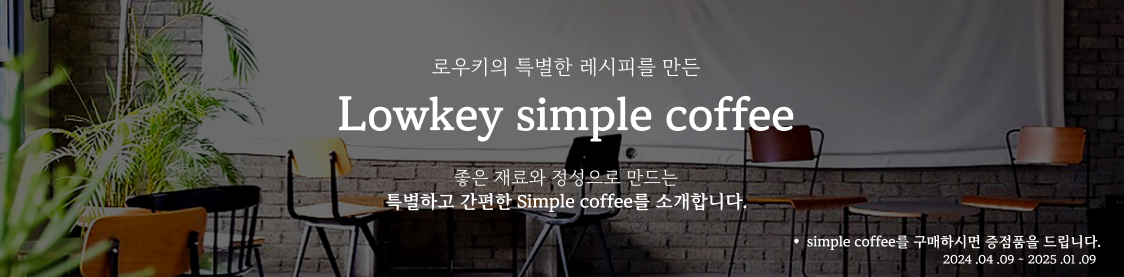 로우키의 특별한 레시피를 만든
Lowkey simple coffee
좋은 재료와 정성으로 만드는
특별하고 간편한 Simple coffee를 소개합니다.
• simple coffee를 구매하시면 증점품을 드립니다.
2024 .04 .09 ~ 2025 .01 .09